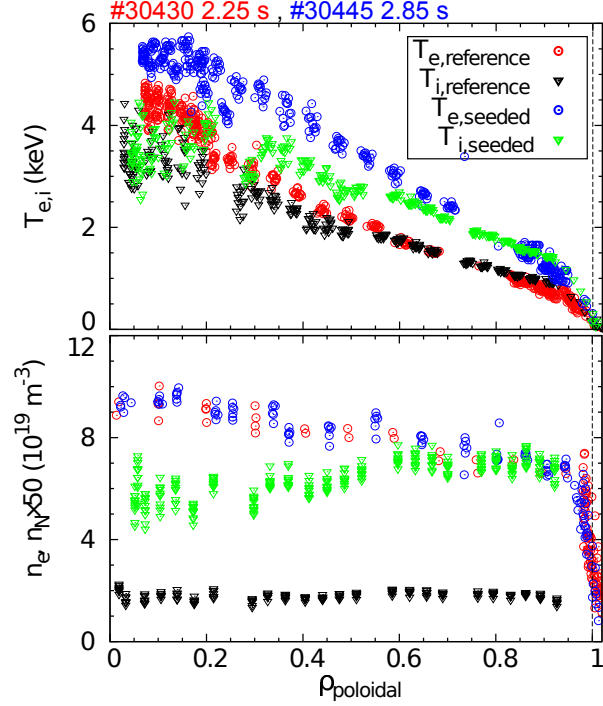 #30430 2.25 s , #30445 2.85 s
T_e,i (keV)
6
4
2
0
T_e,reference
T_i,reference
T_e,seeded
T_i,seeded
n_e, n_N×50 (10^19 m^-3)
12
8
4
0
0 0.2 0.4 0.6 0.8 1
ρ_poloidal